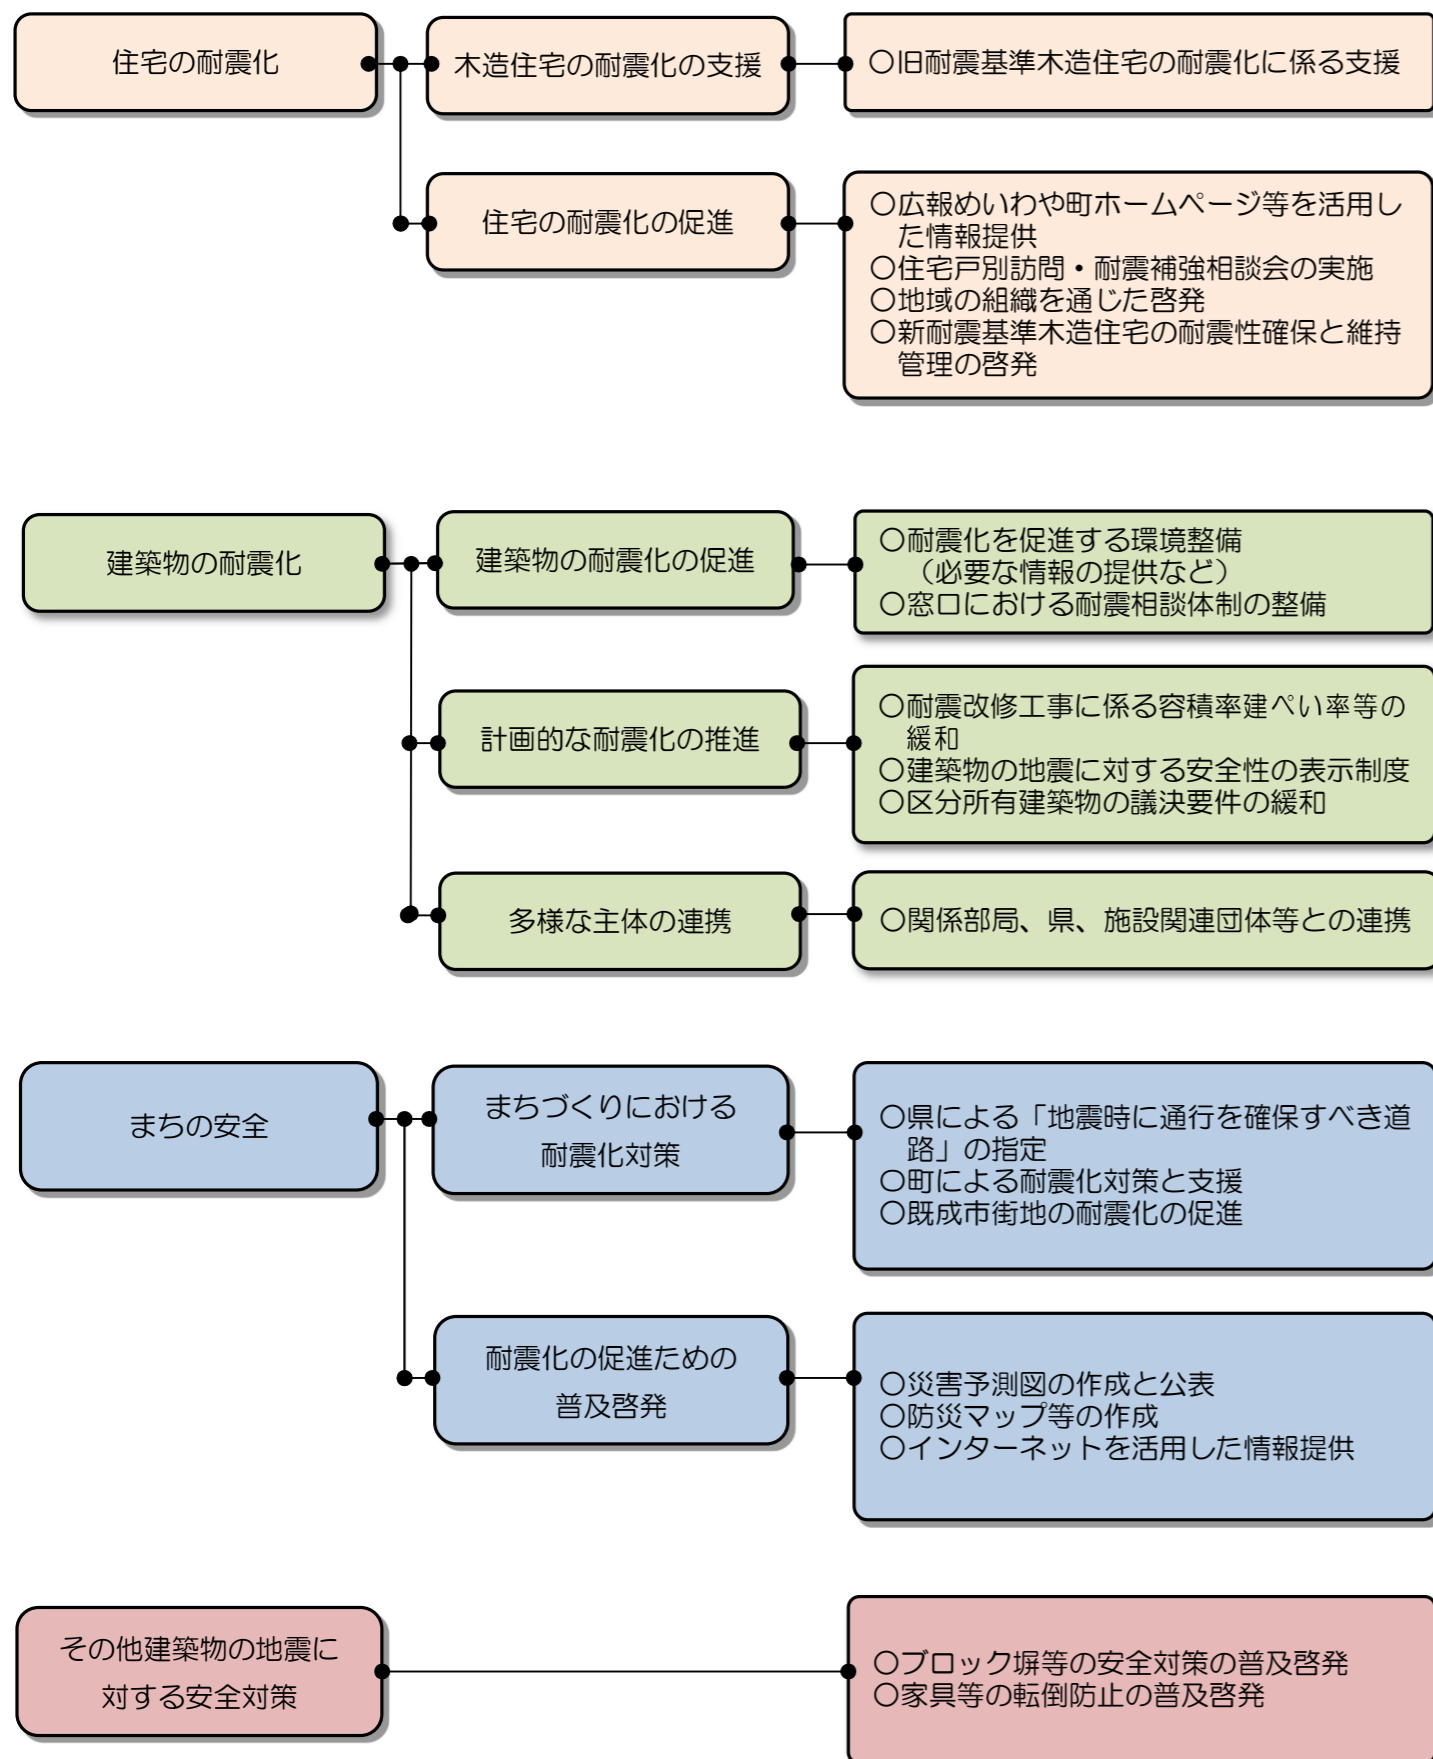 住宅の耐震化
木造住宅の耐震化の支援
〇旧耐震基準木造住宅の耐震化に係る支援
住宅の耐震化の促進
〇広報めいわや町ホームページ等を活用し
た情報提供
〇住宅戸別訪問・耐震補強相談会の実施
〇地域の組織を通じた啓発
〇新耐震基準木造住宅の耐震性確保と維持
管理の啓発
建築物の耐震化
建築物の耐震化の促進
〇耐震化を促進する環境整備
（必要な情報の提供など）
〇窓口における耐震相談体制の整備
計画的な耐震化の推進
〇耐震改修工事に係る容積率建ぺい率等の
緩和
〇建築物の地震に対する安全性の表示制度
〇区分所有建築物の議決要件の緩和
多様な主体の連携
〇関係部局、県、施設関連団体等との連携
まちの安全
まちづくりにおける
耐震化対策
〇県による「地震時に通行を確保すべき道
路」の指定
〇町による耐震化対策と支援
〇既成市街地の耐震化の促進
耐震化の促進ための
普及啓発
〇災害予測図の作成と公表
〇防災マップ等の作成
〇インターネットを活用した情報提供
その他建築物の地震に
対する安全対策
〇ブロック塀等の安全対策の普及啓発
〇家具等の転倒防止の普及啓発